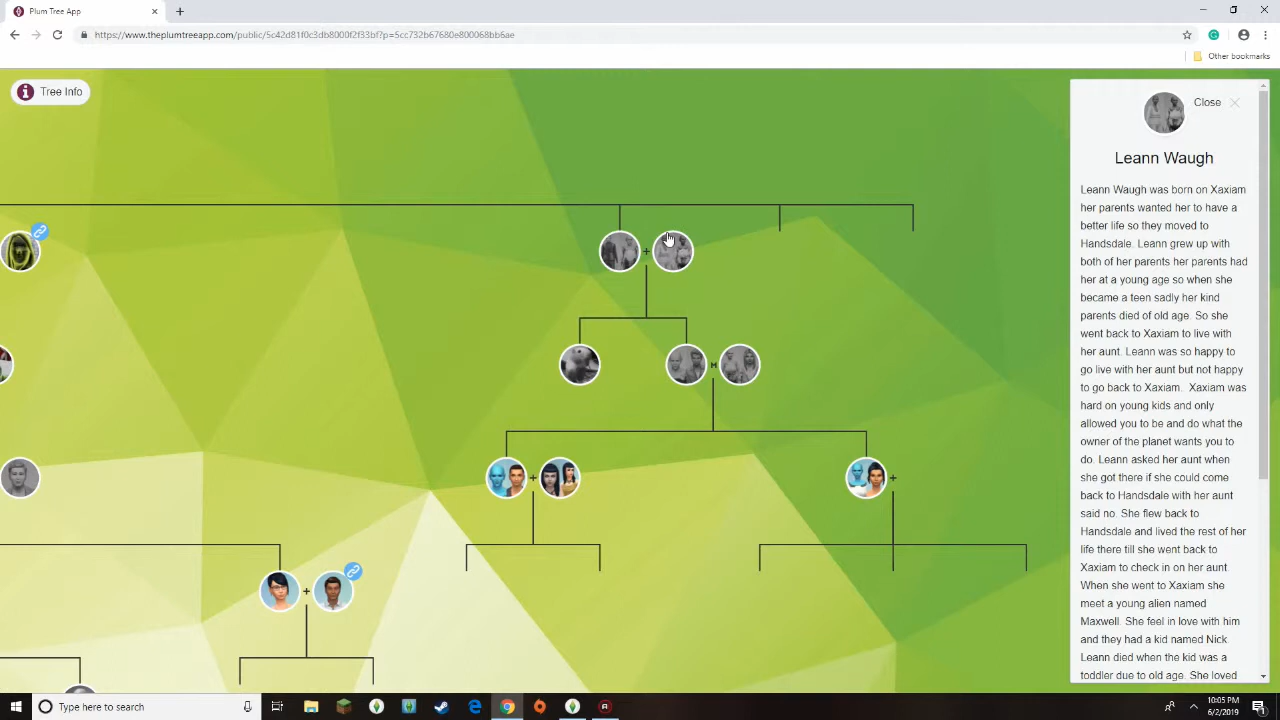 Plum Tree App
https://www.theplumtreeapp.com/public/5c42d81f0c3db8000f2f33bf?p=5cc732b67680e800068bb6ae
Other bookmarks
Tree Info
Close
Leann Waugh
Leann Waugh was born on Xaxiam
her parents wanted her to have a
better life so they moved to
Handsdale. Leann grew up with
both of her parents her parents had
her at a young age so when she
became a teen sadly her kind
parents died of old age. So she
went back to Xaxiam to live with
her aunt. Leann was so happy to
go live with her aunt but not happy
to go back to Xaxiam.  Xaxiam was
hard on young kids and only
allowed you to be and do what the
owner of the planet wants you to
do. Leann asked her aunt when
she got there if she could come
back to Handsdale with her aunt
said no. She flew back to
Handsdale and lived the rest of her
life there till she went back to
Xaxiam to check in on her aunt.
When she went to Xaxiam she
meet a young alien named
Maxwell. She feel in love with him
and they had a kid named Nick.
Leann died when the kid was a
toddler due to old age. She loved
Type here to search
10:05 PM
6/2/2019